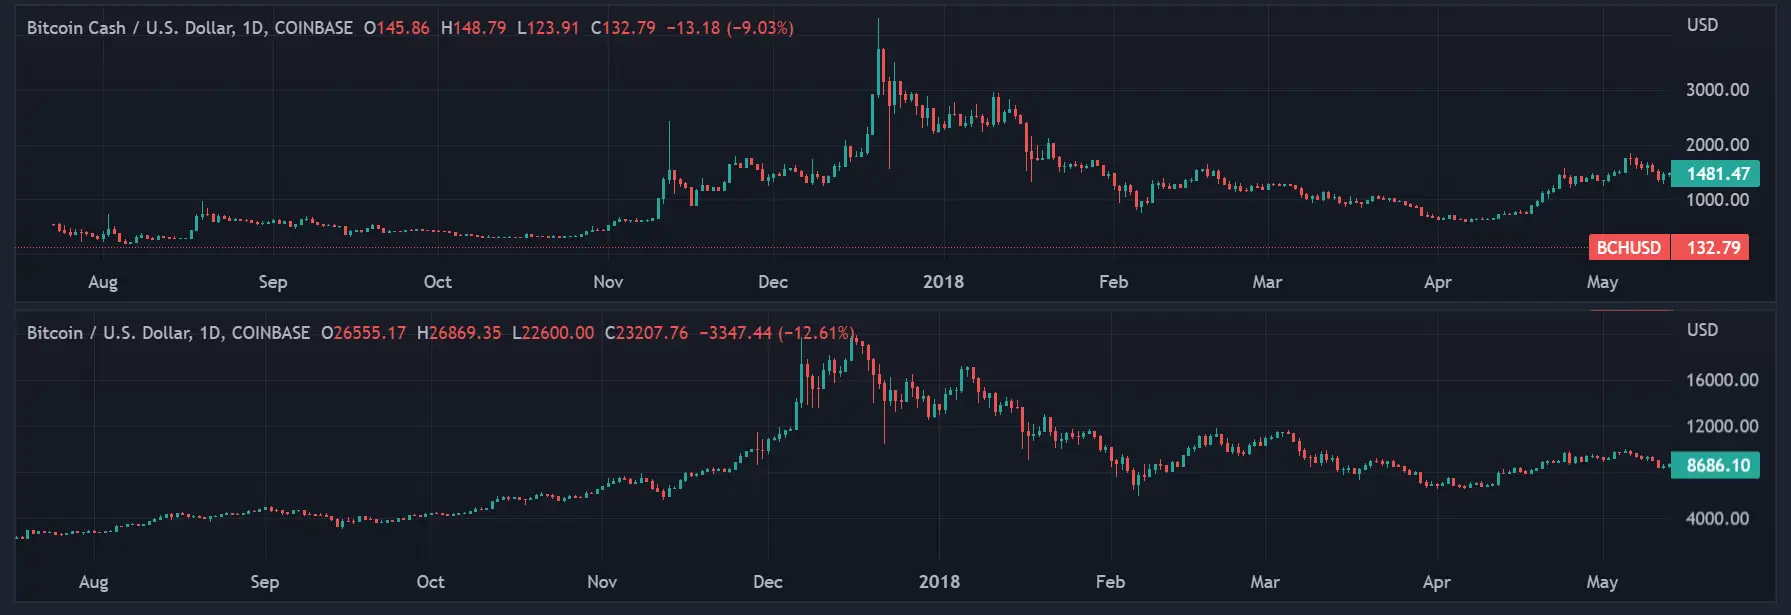 Bitcoin Cash / U.S. Dollar, 1D, COINBASE O145.86 H148.79 L123.91 C132.79 −13.18 (−9.03%)
USD
3000.00
2000.00
1481.47
1000.00
BCHUSD 132.79
Aug Sep Oct Nov Dec 2018 Feb Mar Apr May
Bitcoin / U.S. Dollar, 1D, COINBASE O26555.17 H26869.35 L22600.00 C23207.76 −3347.44 (−12.61%)
USD
16000.00
12000.00
8686.10
4000.00
Aug Sep Oct Nov Dec 2018 Feb Mar Apr May